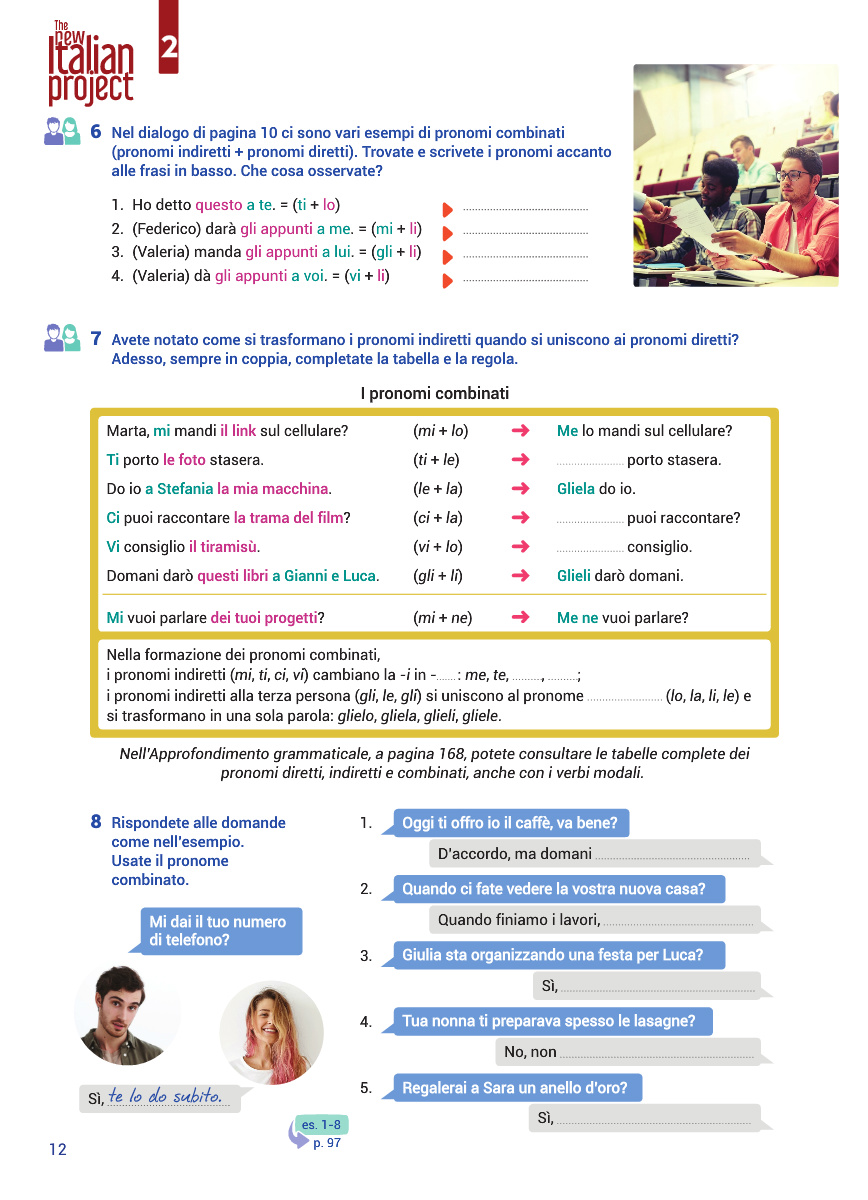 The
new
Italian
project
2
6 Nel dialogo di pagina 10 ci sono vari esempi di pronomi combinati
(pronomi indiretti + pronomi diretti). Trovate e scrivete i pronomi accanto
alle frasi in basso. Che cosa osservate?
1. Ho detto questo a te. = (ti + lo)
2. (Federico) darà gli appunti a me. = (mi + li)
3. (Valeria) manda gli appunti a lui. = (gli + li)
4. (Valeria) dà gli appunti a voi. = (vi + li)
7 Avete notato come si trasformano i pronomi indiretti quando si uniscono ai pronomi diretti?
Adesso, sempre in coppia, completate la tabella e la regola.
I pronomi combinati
Marta, mi mandi il link sul cellulare? (mi + lo) ➜ Me lo mandi sul cellulare?
Ti porto le foto stasera. (ti + le) ➜ ........................ porto stasera.
Do io a Stefania la mia macchina. (le + la) ➜ Gliela do io.
Ci puoi raccontare la trama del film? (ci + la) ➜ ........................ puoi raccontare?
Vi consiglio il tiramisù. (vi + lo) ➜ ........................ consiglio.
Domani darò questi libri a Gianni e Luca. (gli + li) ➜ Glieli darò domani.
Mi vuoi parlare dei tuoi progetti? (mi + ne) ➜ Me ne vuoi parlare?
Nella formazione dei pronomi combinati,
i pronomi indiretti (mi, ti, ci, vi) cambiano la -i in -....... : me, te, .........., ..........;
i pronomi indiretti alla terza persona (gli, le, gli) si uniscono al pronome .......................... (lo, la, li, le) e
si trasformano in una sola parola: glielo, gliela, glieli, gliele.
Nell'Approfondimento grammaticale, a pagina 168, potete consultare le tabelle complete dei
pronomi diretti, indiretti e combinati, anche con i verbi modali.
8 Rispondete alle domande
come nell'esempio.
Usate il pronome
combinato.
Mi dai il tuo numero
di telefono?
Sì, te lo do subito.
1. Oggi ti offro io il caffè, va bene?
D'accordo, ma domani ........................
2. Quando ci fate vedere la vostra nuova casa?
Quando finiamo i lavori, ........................
3. Giulia sta organizzando una festa per Luca?
Sì, ........................
4. Tua nonna ti preparava spesso le lasagne?
No, non ........................
5. Regalerai a Sara un anello d'oro?
Sì, ........................
es. 1-8
p. 97
12